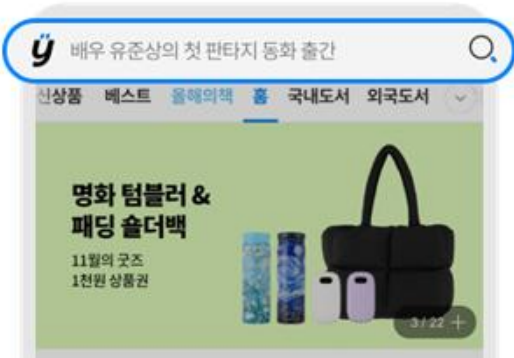 ÿ 배우 유준상의 첫 판타지 동화 출간
신상품 베스트 올해의책 홈 국내도서 외국도서
명화 텀블러 &
패딩 숄더백
11월의 굿즈
1천원 상품권
3/22 +